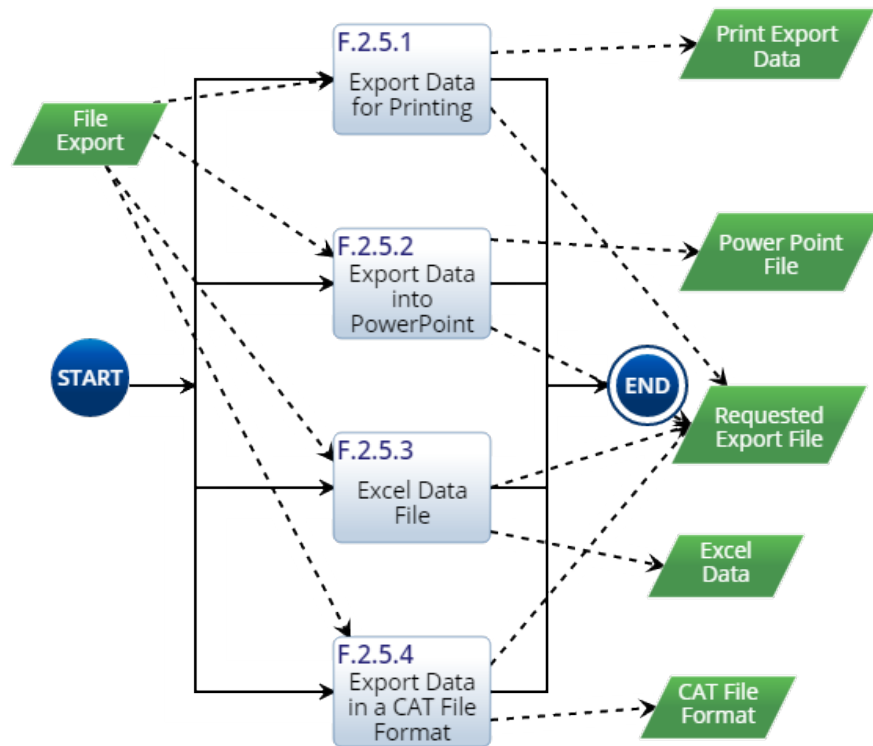 F.2.5.1
Export Data
for Printing
Print Export
Data
File
Export
F.2.5.2
Export Data
into
PowerPoint
Power Point
File
START
END
Requested
Export File
F.2.5.3
Excel Data
File
Excel
Data
F.2.5.4
Export Data
in a CAT File
Format
CAT File
Format